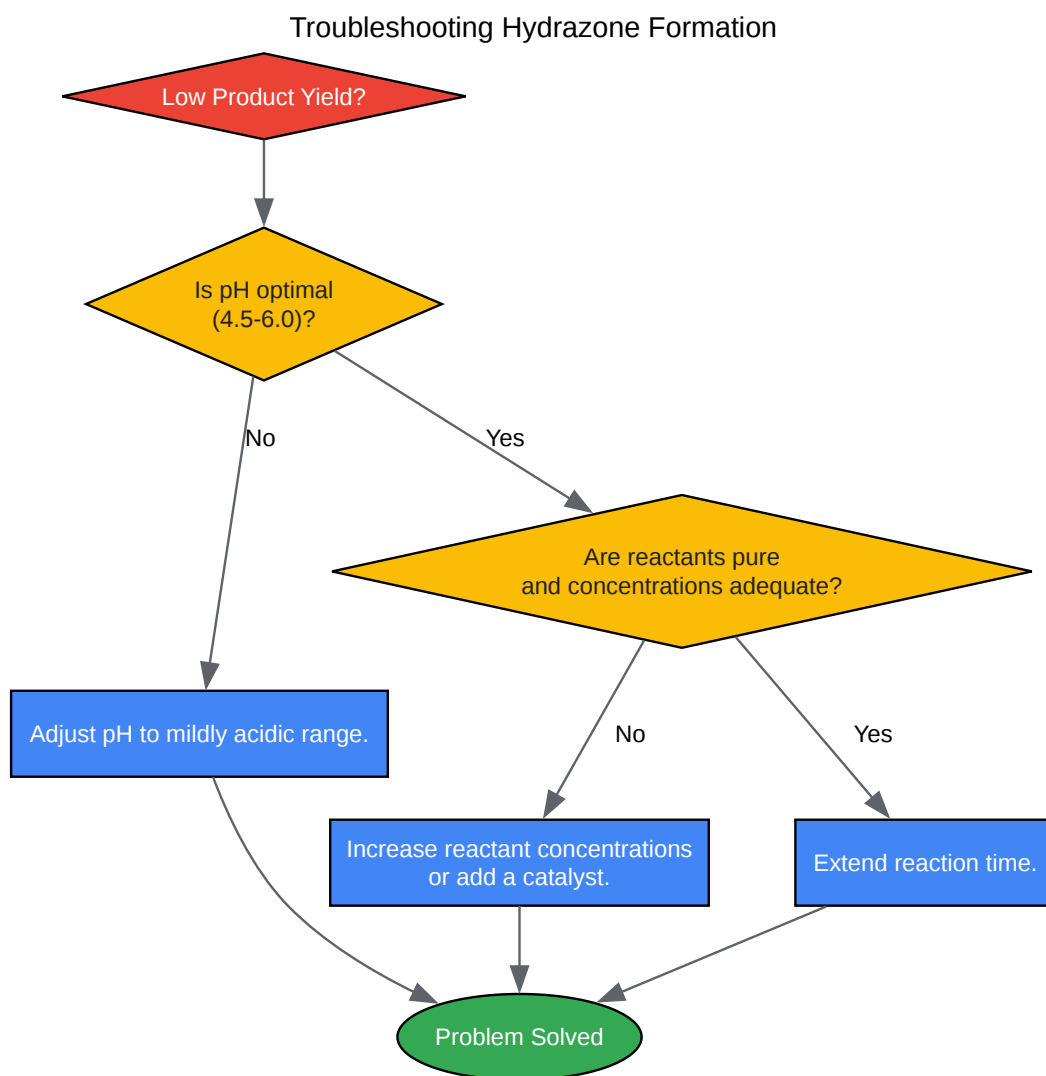 Troubleshooting Hydrazone Formation
Low Product Yield?
Is pH optimal
(4.5-6.0)?
No
Yes
Are reactants pure
and concentrations adequate?
Adjust pH to mildly acidic range.
No
Yes
Increase reactant concentrations
or add a catalyst.
Extend reaction time.
Problem Solved